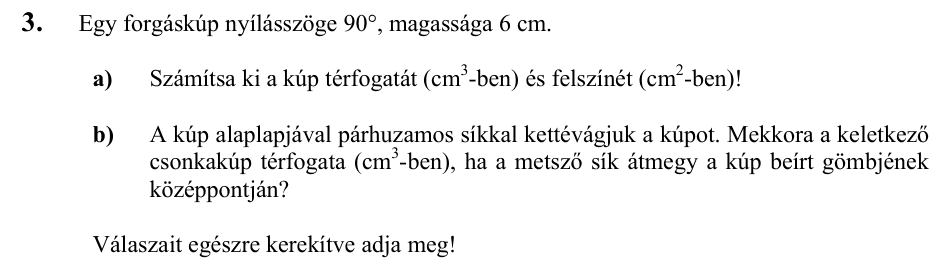 3. Egy forgáskúp nyílásszöge 90°, magassága 6 cm.
a) Számítsa ki a kúp térfogatát (cm³-ben) és felszínét (cm²-ben)!
b) A kúp alaplapjával párhuzamos síkkal kettévágjuk a kúpot. Mekkora a keletkező
csonkakúp térfogata (cm³-ben), ha a metsző sík átmegy a kúp beírt gömbjének
középpontján?
Válaszait egészre kerekítve adja meg!